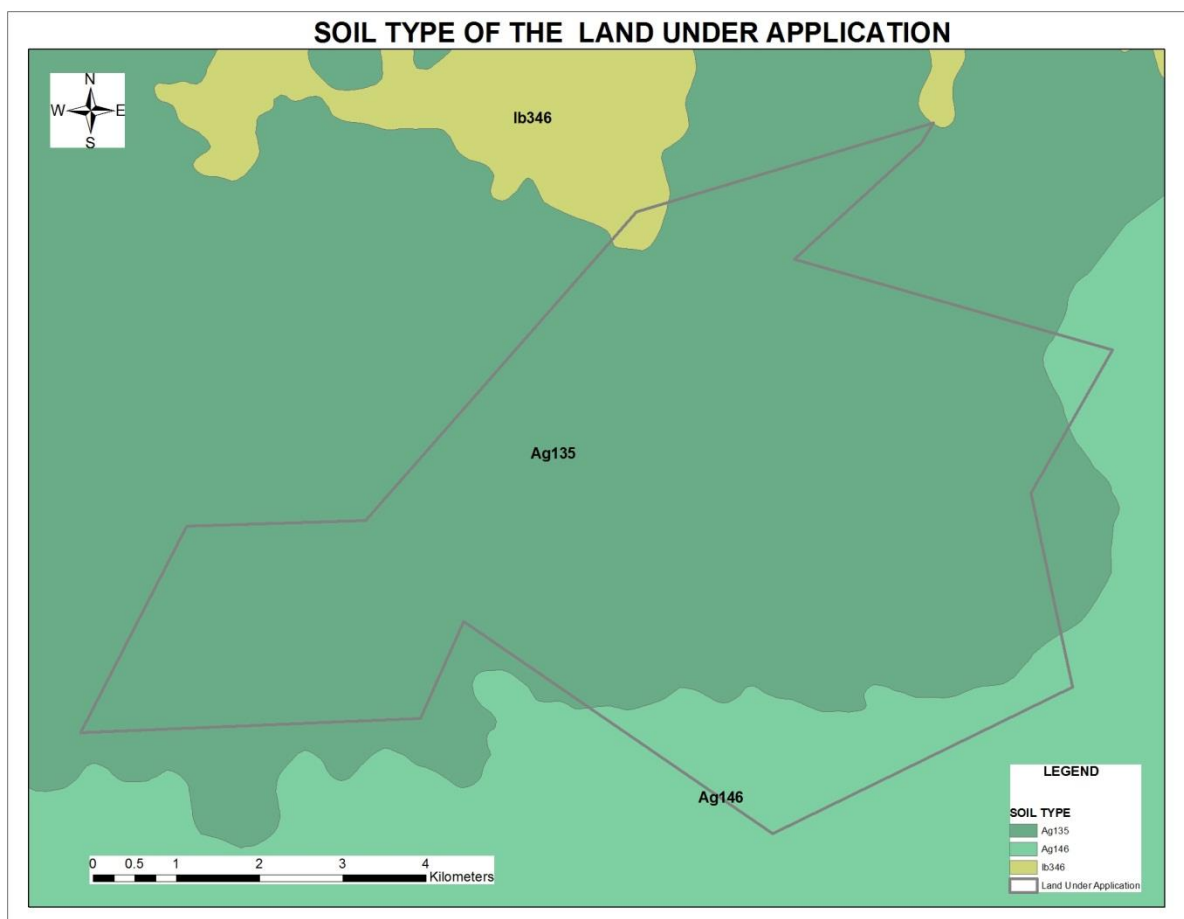 SOIL TYPE OF THE LAND UNDER APPLICATION
N
W E
S
Ib346
Ag135
Ag146
LEGEND
SOIL TYPE
Ag135
Ag146
Ib346
Land Under Application
0 0.5 1 2 3 4
Kilometers